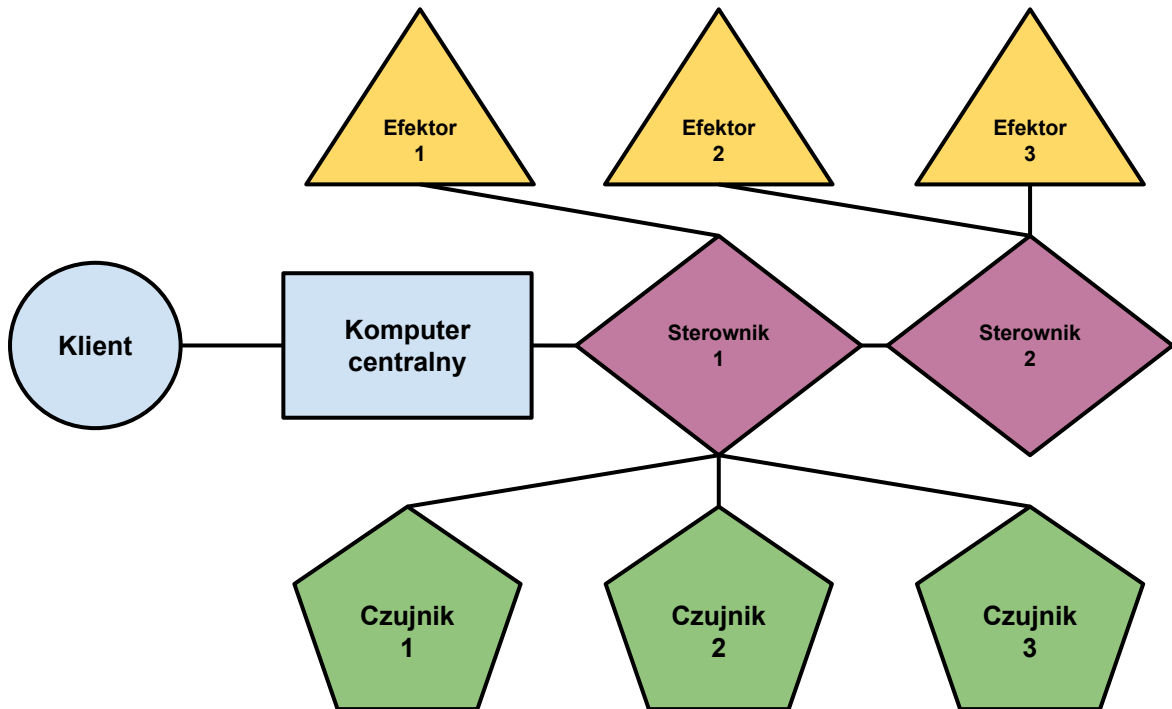 Efektor
1
Efektor
2
Efektor
3
Klient
Komputer
centralny
Sterownik
1
Sterownik
2
Czujnik
1
Czujnik
2
Czujnik
3